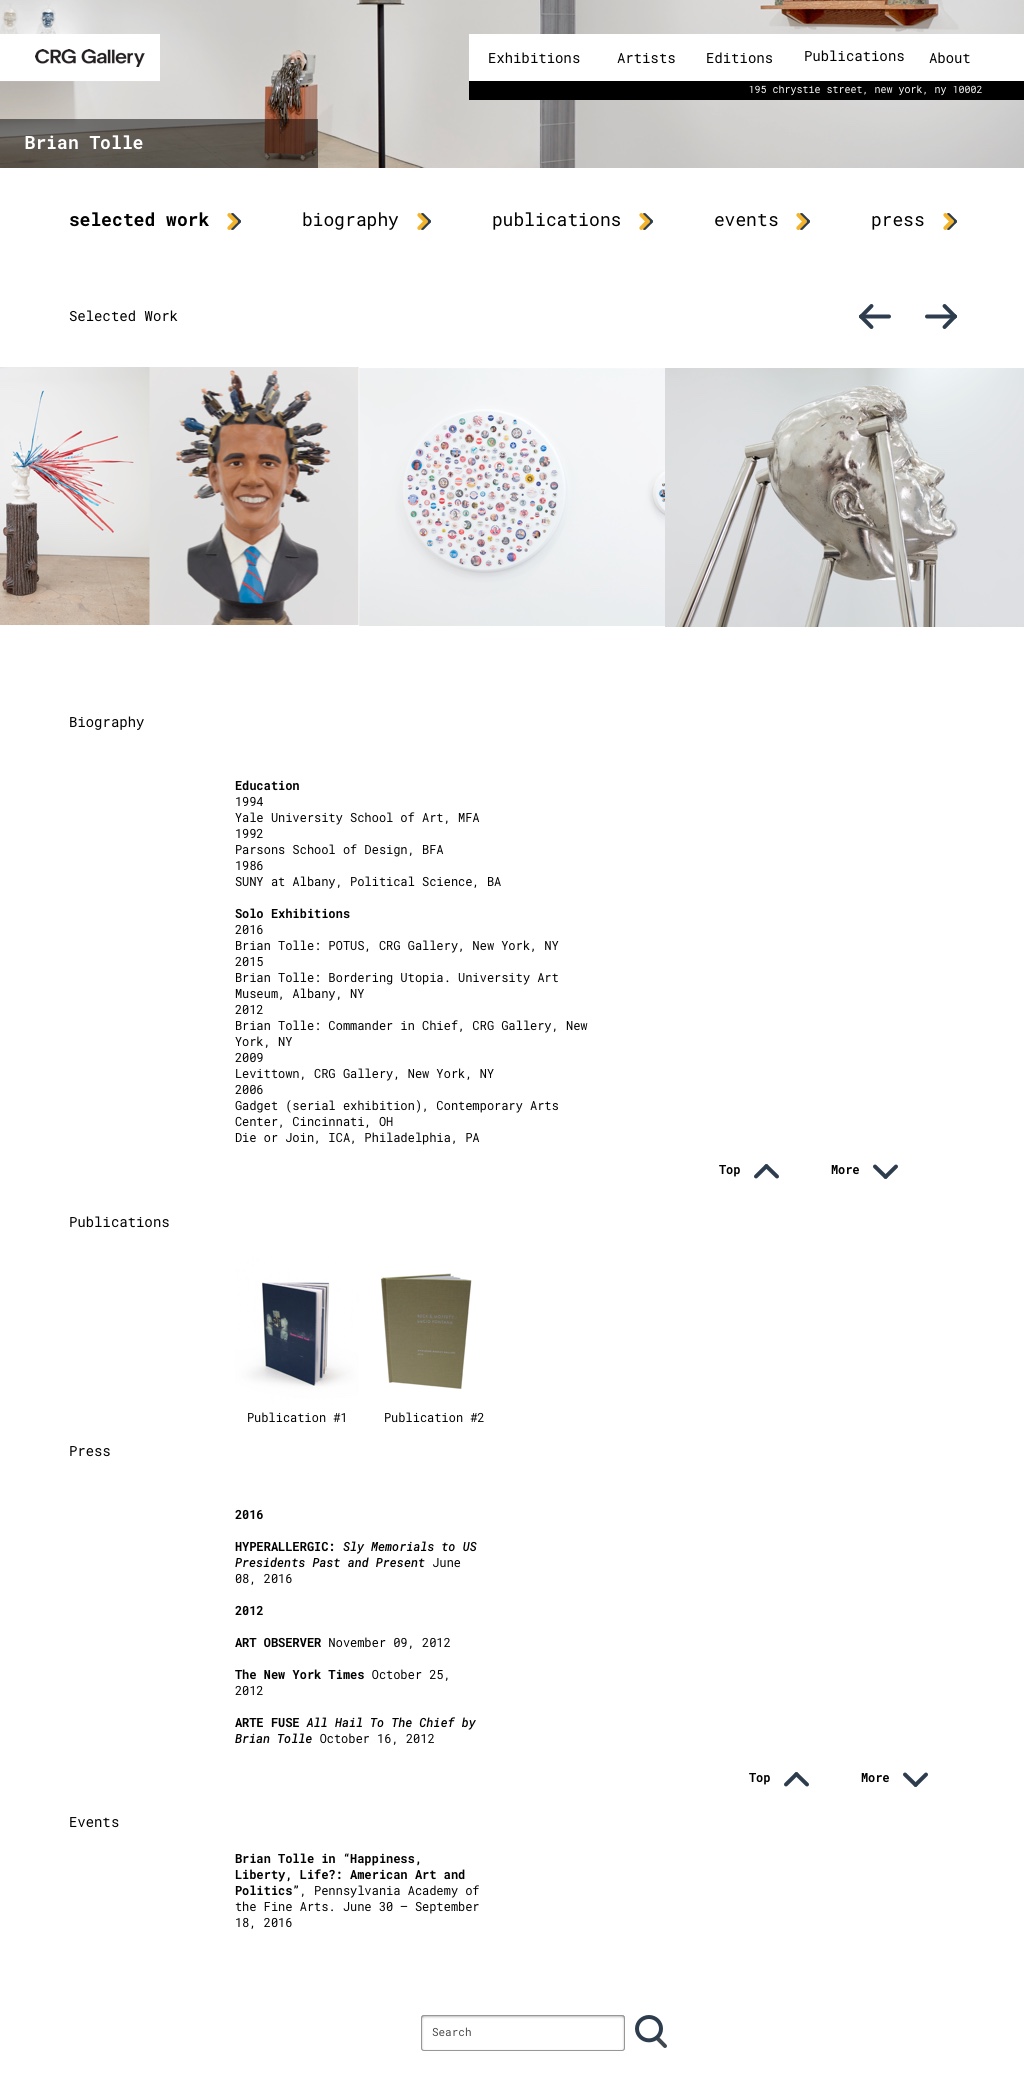 CRG Gallery
Exhibitions Artists Editions Publications About
195 chrystie street, new york, ny 10002
Brian Tolle
selected work biography publications events press
Selected Work
Biography
Education
1994
Yale University School of Art, MFA
1992
Parsons School of Design, BFA
1986
SUNY at Albany, Political Science, BA
Solo Exhibitions
2016
Brian Tolle: POTUS, CRG Gallery, New York, NY
2015
Brian Tolle: Bordering Utopia. University Art
Museum, Albany, NY
2012
Brian Tolle: Commander in Chief, CRG Gallery, New
York, NY
2009
Levittown, CRG Gallery, New York, NY
2006
Gadget (serial exhibition), Contemporary Arts
Center, Cincinnati, OH
Die or Join, ICA, Philadelphia, PA
Top More
Publications
Publication #1 Publication #2
Press
2016
HYPERALLERGIC: Sly Memorials to US
Presidents Past and Present June
08, 2016
2012
ART OBSERVER November 09, 2012
The New York Times October 25,
2012
ARTE FUSE All Hail To The Chief by
Brian Tolle October 16, 2012
Top More
Events
Brian Tolle in “Happiness,
Liberty, Life?: American Art and
Politics”, Pennsylvania Academy of
the Fine Arts. June 30 – September
18, 2016
Search